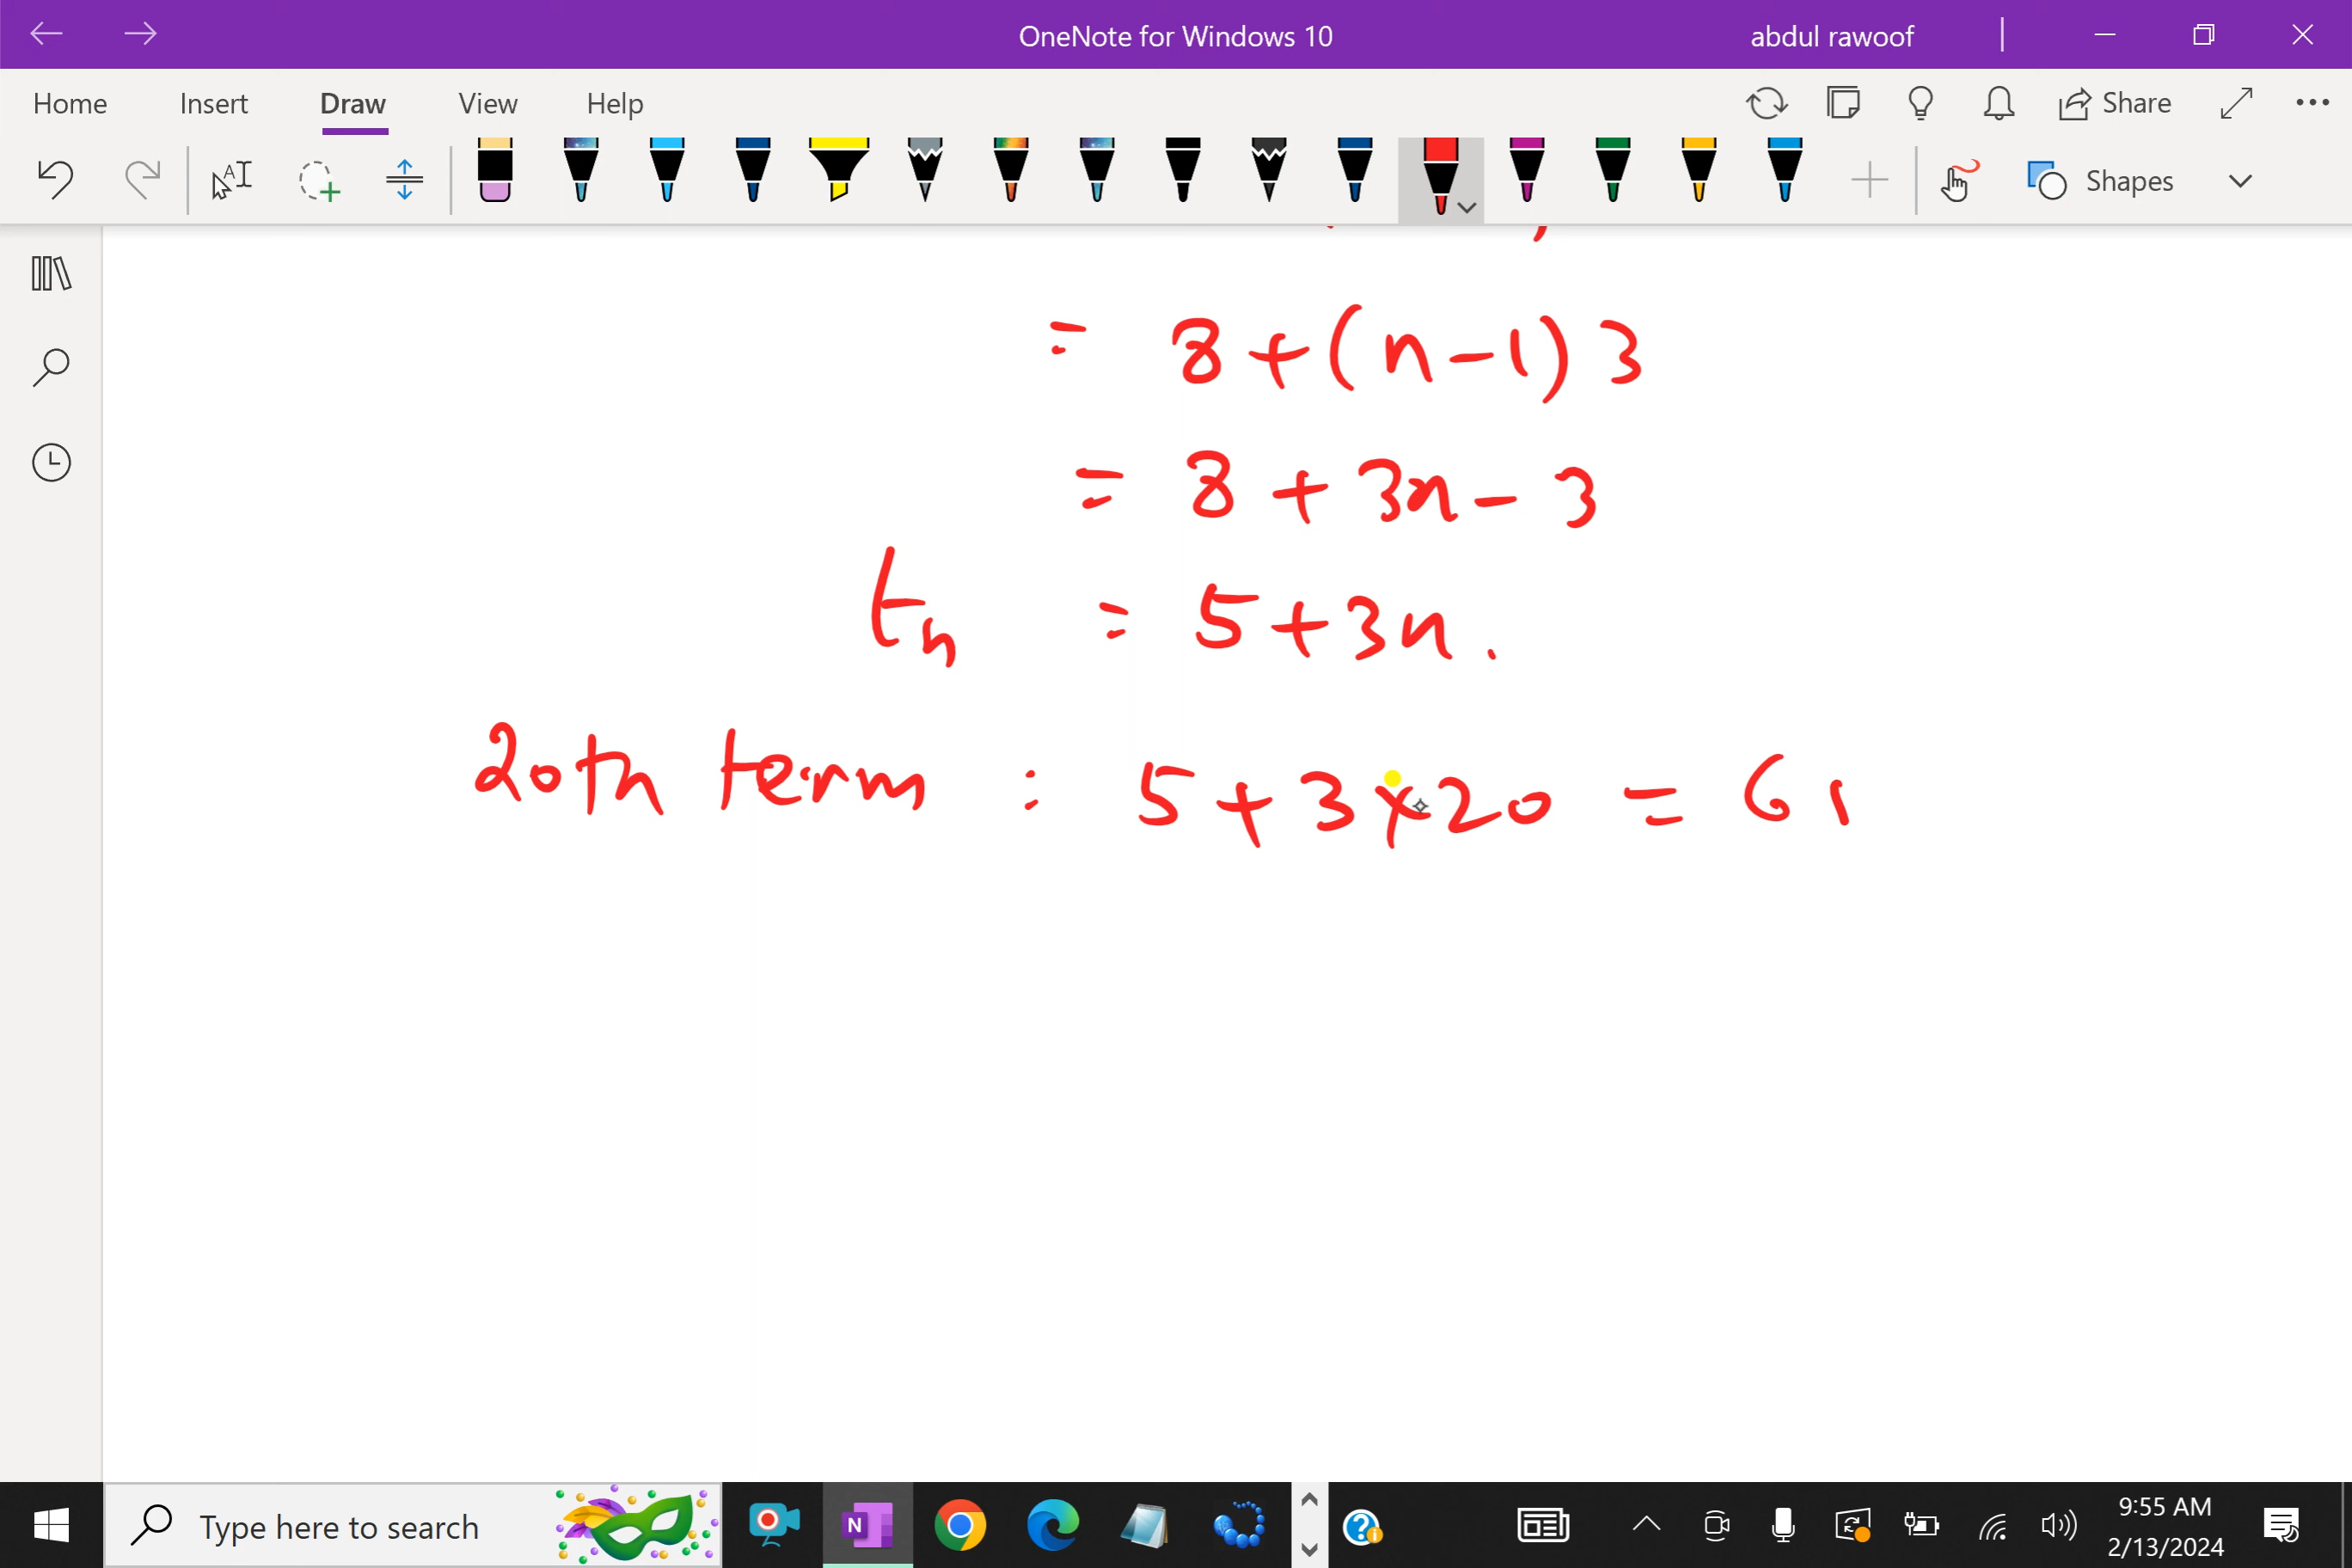 OneNote for Windows 10
abdul rawoof
Home Insert Draw View Help
Share
Shapes
= 8+(n-1)3
= 8+3n-3
tn = 5+3n.
20th term : 5+3×20 = 6
Type here to search
9:55 AM
2/13/2024